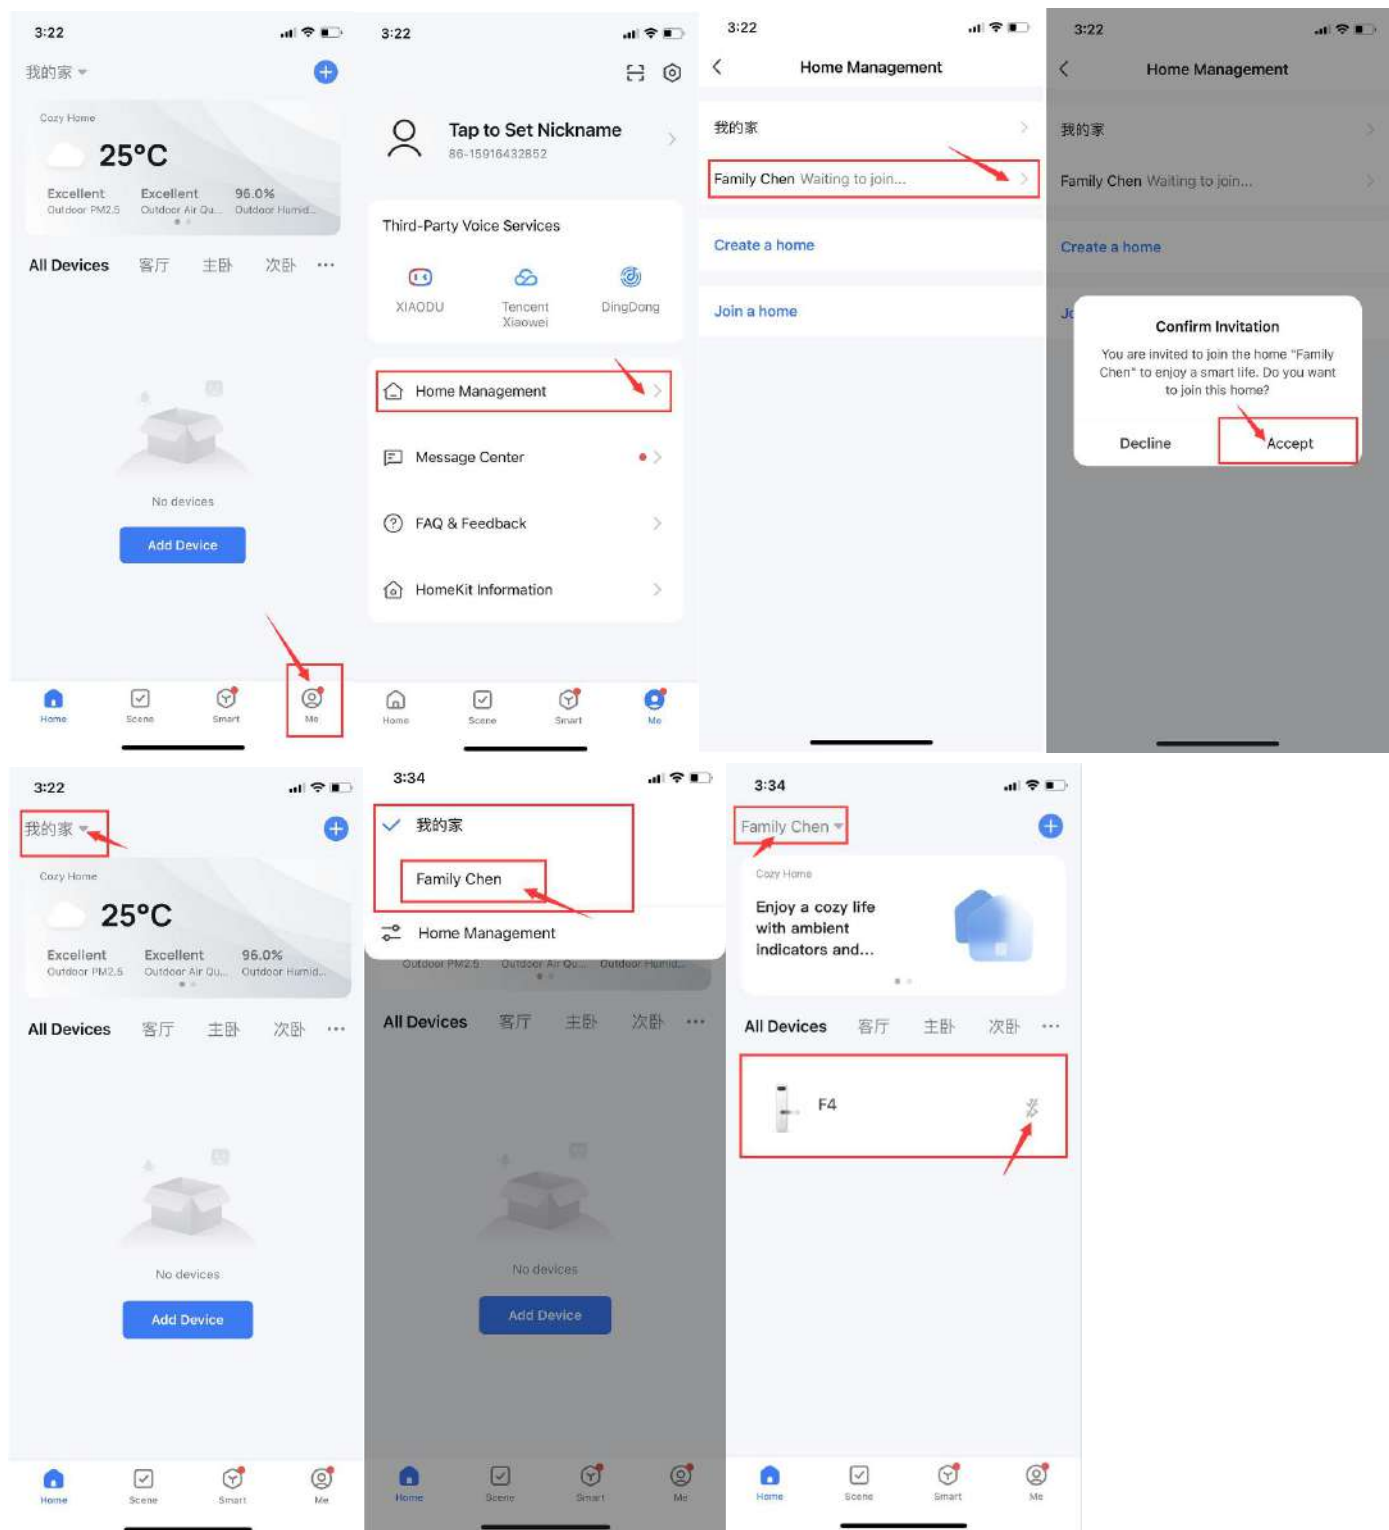 3:22
我的家
Cozy Home
25°C
Excellent Excellent 96.0%
Outdoor PM2.5 Outdoor Air Qu... Outdoor Humid...
All Devices 客厅 主卧 次卧 ...
No devices
Add Device
Home Scene Smart Me
3:22
Tap to Set Nickname
86-15916432852
Third-Party Voice Services
XIAODU Tencent DingDong
Xiaowei
Home Management
Message Center
FAQ & Feedback
HomeKit Information
Home Scene Smart Me
3:22
Home Management
我的家
Family Chen Waiting to join...
Create a home
Join a home
3:22
Home Management
我的家
Family Chen Waiting to join...
Create a home
Jo
Confirm Invitation
You are invited to join the home "Family
Chen" to enjoy a smart life. Do you want
to join this home?
Decline Accept
3:22
我的家
Cozy Home
25°C
Excellent Excellent 96.0%
Outdoor PM2.5 Outdoor Air Qu... Outdoor Humid...
All Devices 客厅 主卧 次卧 ...
No devices
Add Device
Home Scene Smart Me
3:34
我的家
Family Chen
Home Management
Outdoor PM2.5 Outdoor Air Qu... Outdoor Humid...
All Devices 客厅 主卧 次卧 ...
No devices
Add Device
Home Scene Smart Me
3:34
Family Chen
Cozy Home
Enjoy a cozy life
with ambient
indicators and...
All Devices 客厅 主卧 次卧 ...
F4
Home Scene Smart Me